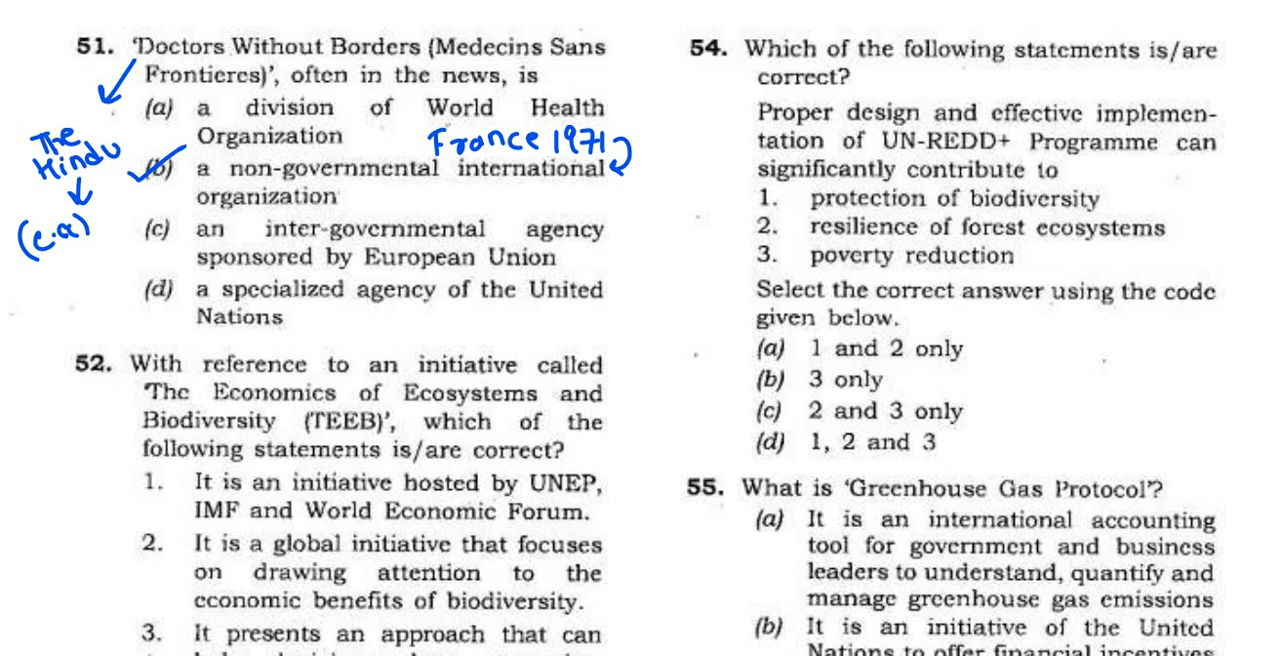 51. 'Doctors Without Borders (Medecins Sans
Frontieres)', often in the news, is
(a) a division of World Health
Organization
France 1971
The
Hindu
(c.a)
(b) a non-governmental international
organization
(c) an inter-governmental agency
sponsored by European Union
(d) a specialized agency of the United
Nations
52. With reference to an initiative called
'The Economics of Ecosystems and
Biodiversity (TEEB)', which of the
following statements is/are correct?
1. It is an initiative hosted by UNEP,
IMF and World Economic Forum.
2. It is a global initiative that focuses
on drawing attention to the
economic benefits of biodiversity.
3. It presents an approach that can
54. Which of the following statements is/are
correct?
Proper design and effective implemen-
tation of UN-REDD+ Programme can
significantly contribute to
1. protection of biodiversity
2. resilience of forest ecosystems
3. poverty reduction
Select the correct answer using the code
given below.
(a) 1 and 2 only
(b) 3 only
(c) 2 and 3 only
(d) 1, 2 and 3
55. What is 'Greenhouse Gas Protocol'?
(a) It is an international accounting
tool for government and business
leaders to understand, quantify and
manage greenhouse gas emissions
(b) It is an initiative of the United
Nations to offer financial incentives